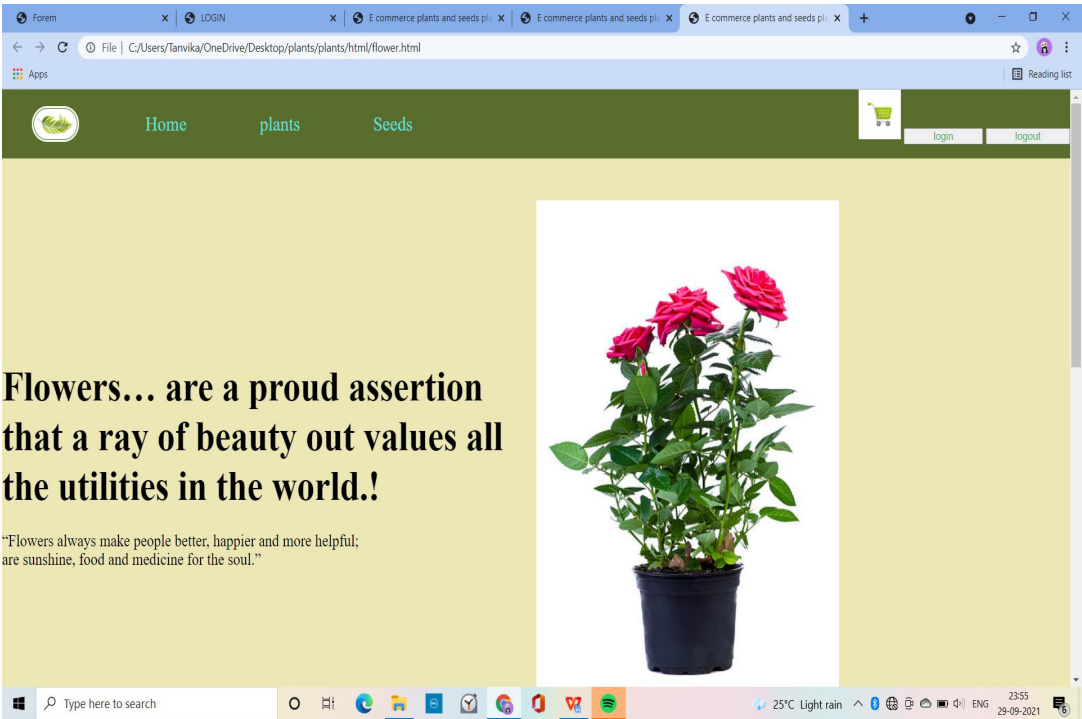 Forem
LOGIN
E commerce plants and seeds pl
E commerce plants and seeds pl
E commerce plants and seeds pl
File | C:/Users/Tanvika/OneDrive/Desktop/plants/plants/html/flower.html
Apps
Reading list
Home plants Seeds
login logout
Flowers… are a proud assertion
that a ray of beauty out values all
the utilities in the world.!
“Flowers always make people better, happier and more helpful;
are sunshine, food and medicine for the soul.”
Type here to search
25°C Light rain
ENG
23:55
29-09-2021
6